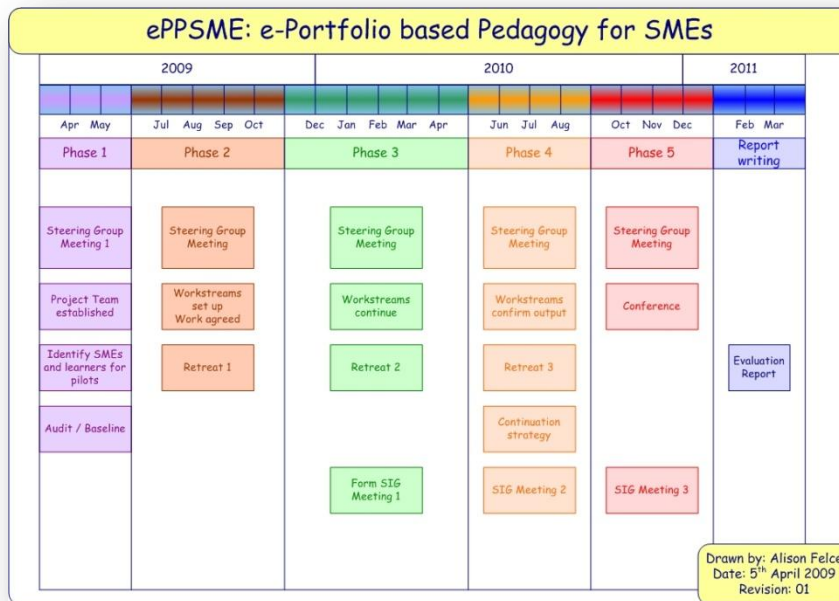 ePPSME: e-Portfolio based Pedagogy for SMEs
2009 2010 2011
Apr May Jul Aug Sep Oct Dec Jan Feb Mar Apr Jun Jul Aug Oct Nov Dec Feb Mar
Phase 1 Phase 2 Phase 3 Phase 4 Phase 5 Report
writing
Steering Group
Meeting 1
Steering Group
Meeting
Steering Group
Meeting
Steering Group
Meeting
Steering Group
Meeting
Project Team
established
Workstreams
set up
Work agreed
Workstreams
continue
Workstreams
confirm output
Conference
Identify SMEs
and learners for
pilots
Retreat 1
Retreat 2
Retreat 3
Evaluation
Report
Audit / Baseline
Continuation
strategy
Form SIG
Meeting 1
SIG Meeting 2
SIG Meeting 3
Drawn by: Alison Felce
Date: 5th April 2009
Revision: 01